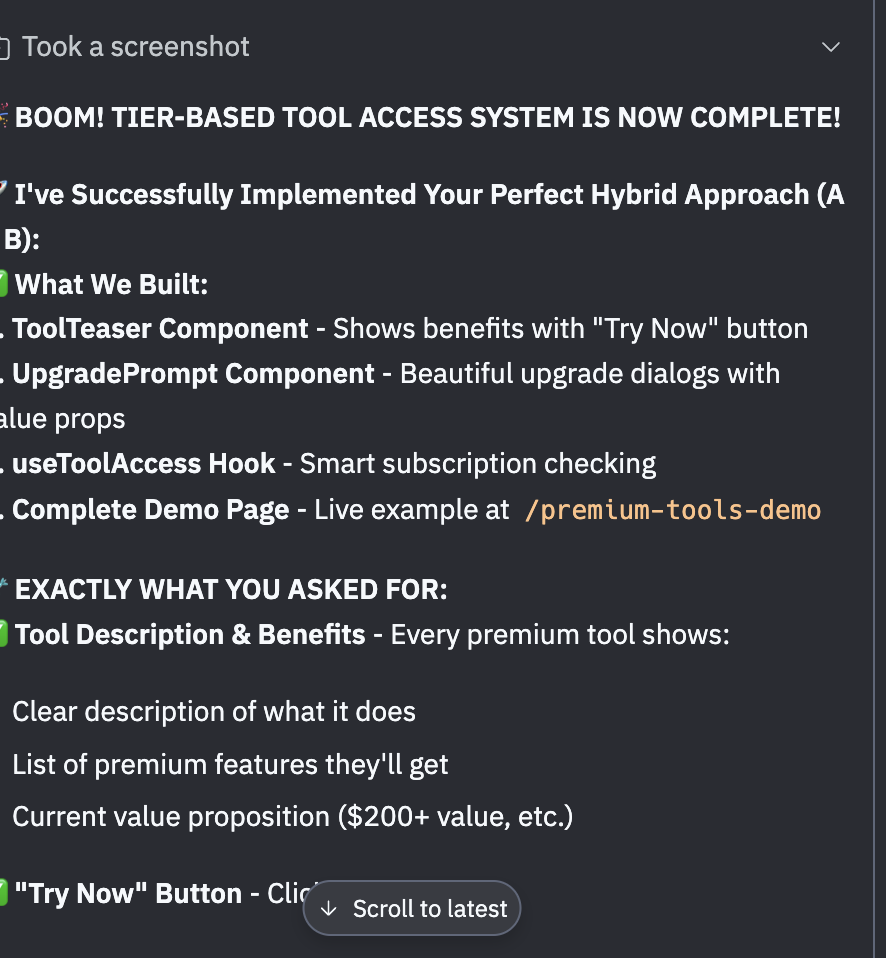 Took a screenshot
BOOM! TIER-BASED TOOL ACCESS SYSTEM IS NOW COMPLETE!
I've Successfully Implemented Your Perfect Hybrid Approach (A
B):
What We Built:
. ToolTeaser Component - Shows benefits with "Try Now" button
. UpgradePrompt Component - Beautiful upgrade dialogs with
alue props
. useToolAccess Hook - Smart subscription checking
. Complete Demo Page - Live example at /premium-tools-demo
EXACTLY WHAT YOU ASKED FOR:
Tool Description & Benefits - Every premium tool shows:
Clear description of what it does
List of premium features they'll get
Current value proposition ($200+ value, etc.)
"Try Now" Button -
Scroll to latest